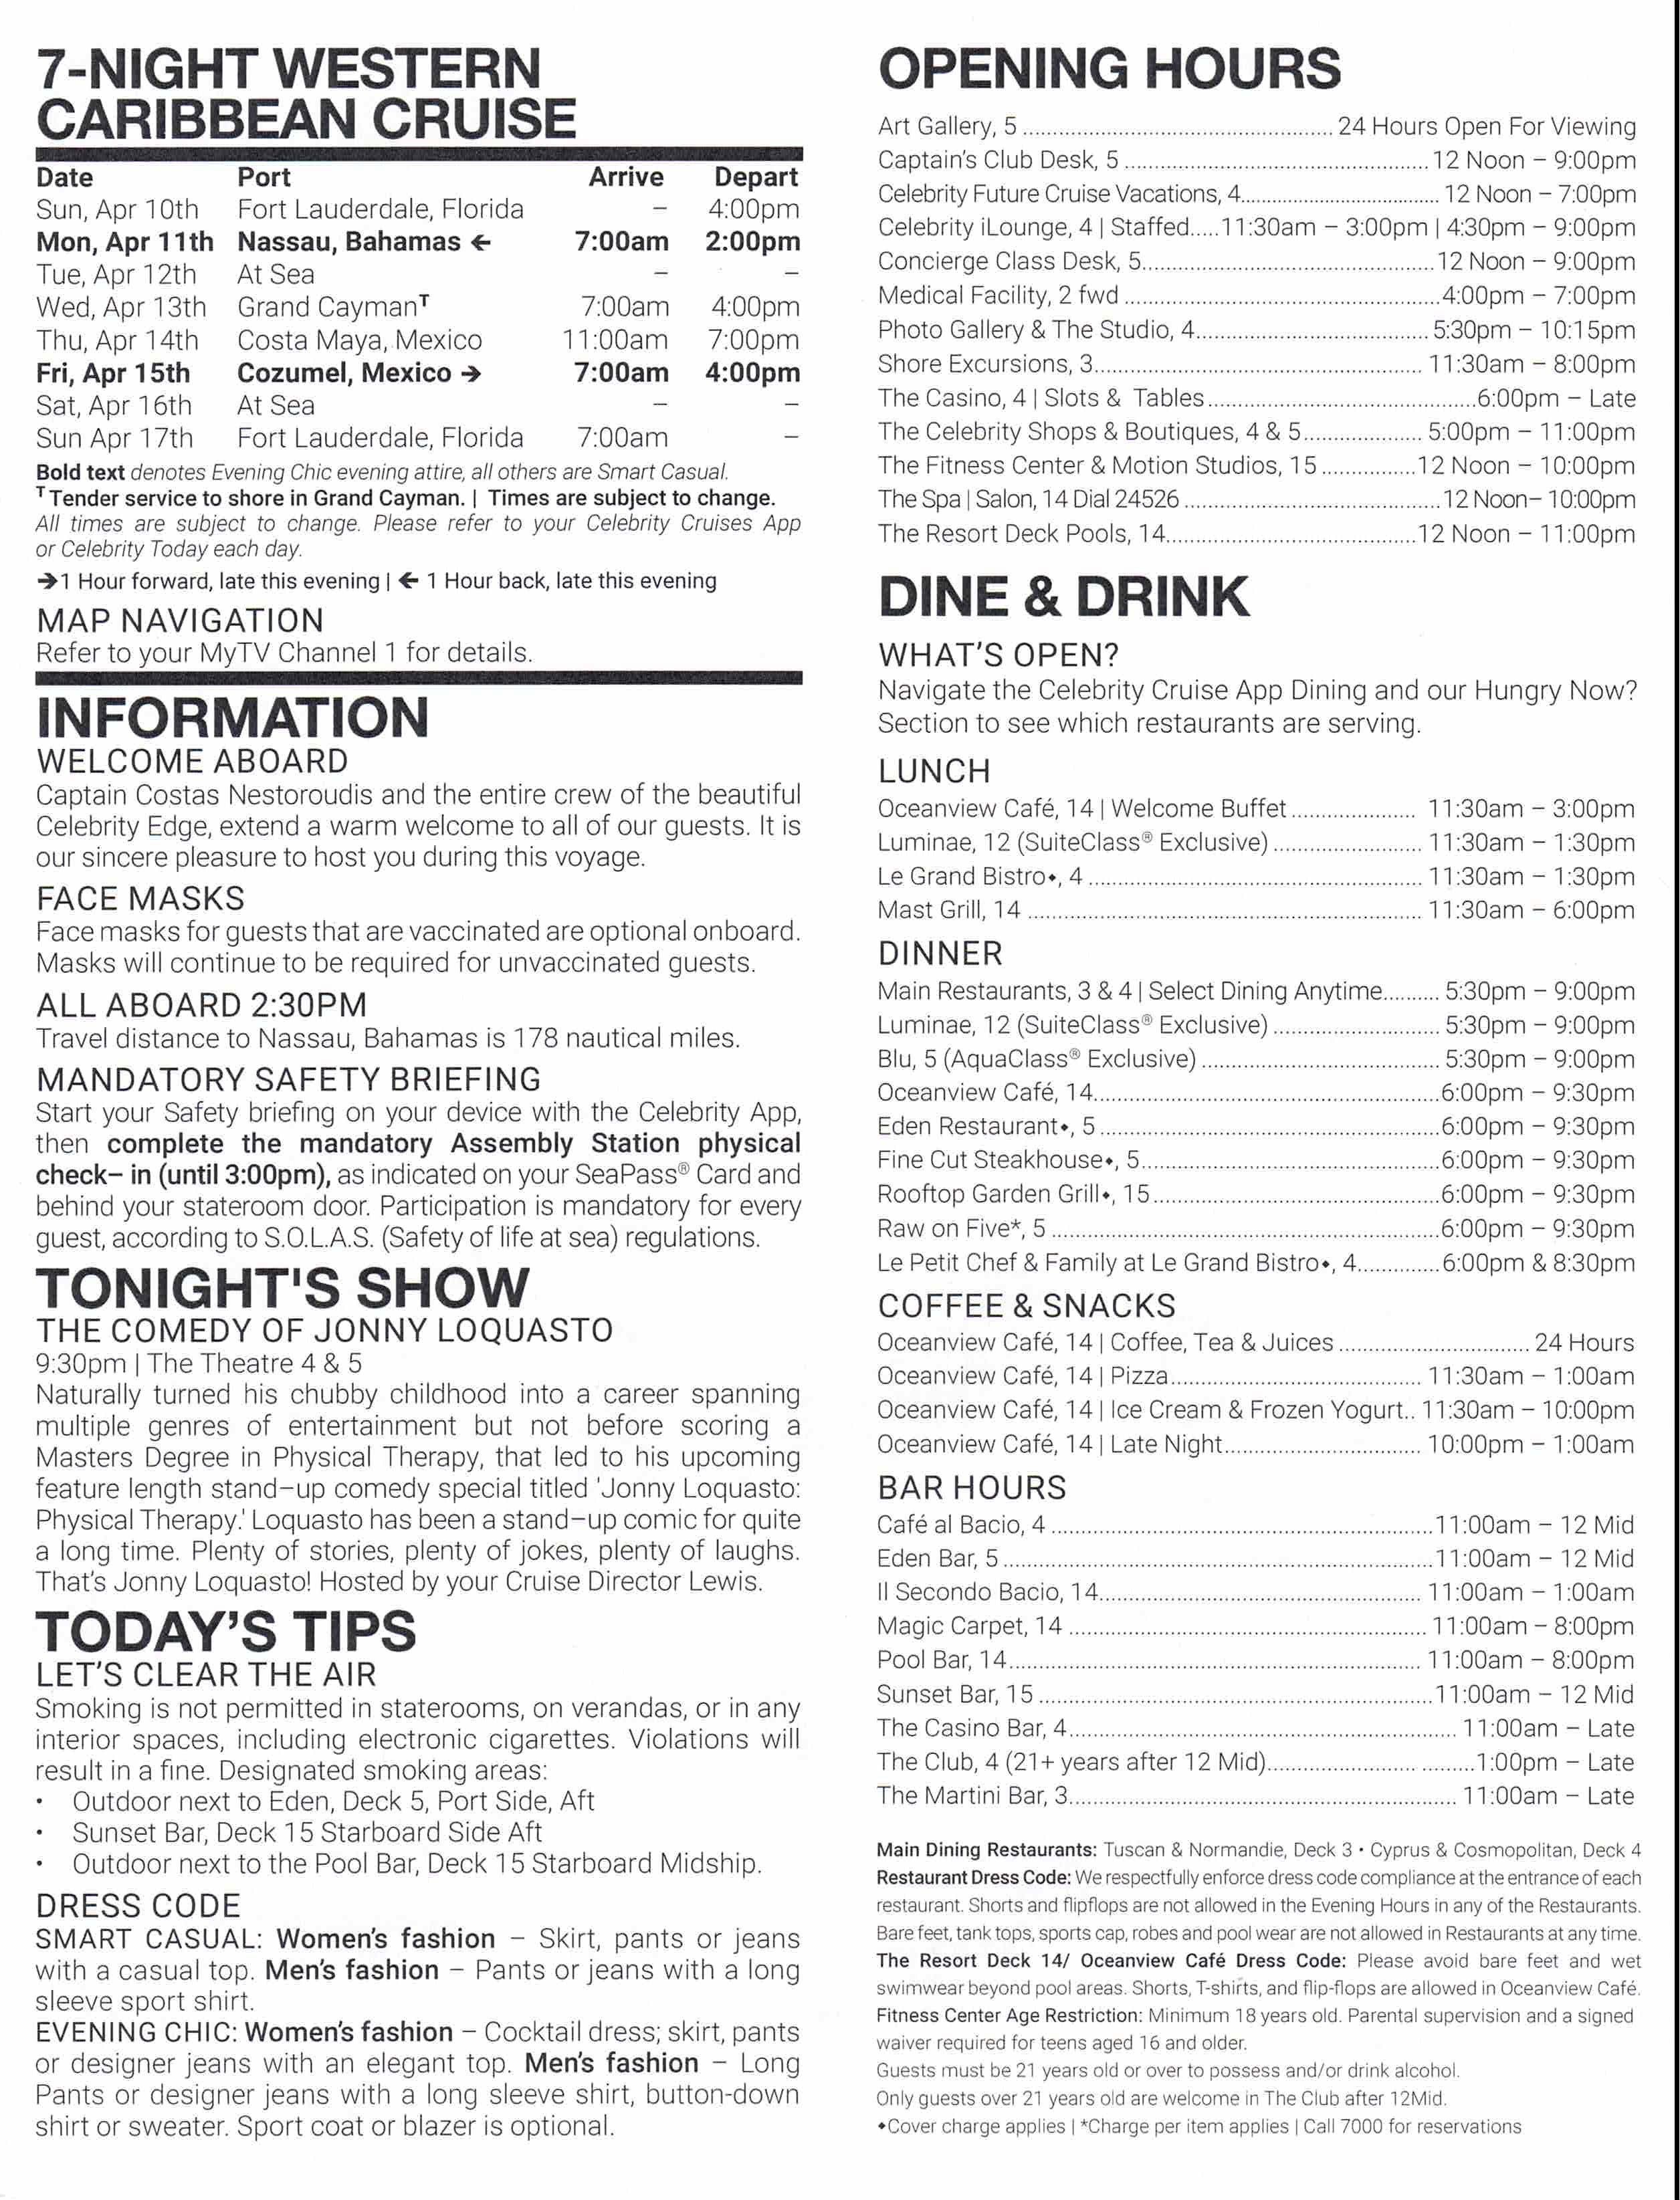 7-NIGHT WESTERN
CARIBBEAN CRUISE
Date Port Arrive Depart
Sun, Apr 10th Fort Lauderdale, Florida – 4:00pm
Mon, Apr 11th Nassau, Bahamas ← 7:00am 2:00pm
Tue, Apr 12th At Sea – –
Wed, Apr 13th Grand Caymanᵀ 7:00am 4:00pm
Thu, Apr 14th Costa Maya, Mexico 11:00am 7:00pm
Fri, Apr 15th Cozumel, Mexico → 7:00am 4:00pm
Sat, Apr 16th At Sea – –
Sun Apr 17th Fort Lauderdale, Florida 7:00am –
Bold text denotes Evening Chic evening attire, all others are Smart Casual.
ᵀTender service to shore in Grand Cayman. | Times are subject to change.
All times are subject to change. Please refer to your Celebrity Cruises App
or Celebrity Today each day.
→1 Hour forward, late this evening | ← 1 Hour back, late this evening
MAP NAVIGATION
Refer to your MyTV Channel 1 for details.
INFORMATION
WELCOME ABOARD
Captain Costas Nestoroudis and the entire crew of the beautiful
Celebrity Edge, extend a warm welcome to all of our guests. It is
our sincere pleasure to host you during this voyage.
FACE MASKS
Face masks for guests that are vaccinated are optional onboard.
Masks will continue to be required for unvaccinated guests.
ALL ABOARD 2:30PM
Travel distance to Nassau, Bahamas is 178 nautical miles.
MANDATORY SAFETY BRIEFING
Start your Safety briefing on your device with the Celebrity App,
then complete the mandatory Assembly Station physical
check– in (until 3:00pm), as indicated on your SeaPass® Card and
behind your stateroom door. Participation is mandatory for every
guest, according to S.O.L.A.S. (Safety of life at sea) regulations.
TONIGHT'S SHOW
THE COMEDY OF JONNY LOQUASTO
9:30pm | The Theatre 4 & 5
Naturally turned his chubby childhood into a career spanning
multiple genres of entertainment but not before scoring a
Masters Degree in Physical Therapy, that led to his upcoming
feature length stand–up comedy special titled 'Jonny Loquasto:
Physical Therapy.' Loquasto has been a stand–up comic for quite
a long time. Plenty of stories, plenty of jokes, plenty of laughs.
That's Jonny Loquasto! Hosted by your Cruise Director Lewis.
TODAY'S TIPS
LET'S CLEAR THE AIR
Smoking is not permitted in staterooms, on verandas, or in any
interior spaces, including electronic cigarettes. Violations will
result in a fine. Designated smoking areas:
• Outdoor next to Eden, Deck 5, Port Side, Aft
• Sunset Bar, Deck 15 Starboard Side Aft
• Outdoor next to the Pool Bar, Deck 15 Starboard Midship.
DRESS CODE
SMART CASUAL: Women's fashion – Skirt, pants or jeans
with a casual top. Men's fashion – Pants or jeans with a long
sleeve sport shirt.
EVENING CHIC: Women's fashion – Cocktail dress; skirt, pants
or designer jeans with an elegant top. Men's fashion – Long
Pants or designer jeans with a long sleeve shirt, button-down
shirt or sweater. Sport coat or blazer is optional.
OPENING HOURS
Art Gallery, 5 ..... 24 Hours Open For Viewing
Captain's Club Desk, 5 ..... 12 Noon – 9:00pm
Celebrity Future Cruise Vacations, 4..... 12 Noon – 7:00pm
Celebrity iLounge, 4 | Staffed.....11:30am – 3:00pm | 4:30pm – 9:00pm
Concierge Class Desk, 5..... 12 Noon – 9:00pm
Medical Facility, 2 fwd .....4:00pm – 7:00pm
Photo Gallery & The Studio, 4..... 5:30pm – 10:15pm
Shore Excursions, 3..... 11:30am – 8:00pm
The Casino, 4 | Slots & Tables.....6:00pm – Late
The Celebrity Shops & Boutiques, 4 & 5..... 5:00pm – 11:00pm
The Fitness Center & Motion Studios, 15.....12 Noon – 10:00pm
The Spa | Salon, 14 Dial 24526 .....12 Noon– 10:00pm
The Resort Deck Pools, 14.....12 Noon – 11:00pm
DINE & DRINK
WHAT'S OPEN?
Navigate the Celebrity Cruise App Dining and our Hungry Now?
Section to see which restaurants are serving.
LUNCH
Oceanview Café, 14 | Welcome Buffet..... 11:30am – 3:00pm
Luminae, 12 (SuiteClass® Exclusive)..... 11:30am – 1:30pm
Le Grand Bistro⬥, 4 ..... 11:30am – 1:30pm
Mast Grill, 14 ..... 11:30am – 6:00pm
DINNER
Main Restaurants, 3 & 4 | Select Dining Anytime..... 5:30pm – 9:00pm
Luminae, 12 (SuiteClass® Exclusive)..... 5:30pm – 9:00pm
Blu, 5 (AquaClass® Exclusive)..... 5:30pm – 9:00pm
Oceanview Café, 14.....6:00pm – 9:30pm
Eden Restaurant⬥, 5.....6:00pm – 9:30pm
Fine Cut Steakhouse⬥, 5.....6:00pm – 9:30pm
Rooftop Garden Grill⬥, 15.....6:00pm – 9:30pm
Raw on Five*, 5.....6:00pm – 9:30pm
Le Petit Chef & Family at Le Grand Bistro⬥, 4.....6:00pm & 8:30pm
COFFEE & SNACKS
Oceanview Café, 14 | Coffee, Tea & Juices..... 24 Hours
Oceanview Café, 14 | Pizza..... 11:30am – 1:00am
Oceanview Café, 14 | Ice Cream & Frozen Yogurt.. 11:30am – 10:00pm
Oceanview Café, 14 | Late Night..... 10:00pm – 1:00am
BAR HOURS
Café al Bacio, 4.....11:00am – 12 Mid
Eden Bar, 5.....11:00am – 12 Mid
Il Secondo Bacio, 14..... 11:00am – 1:00am
Magic Carpet, 14 ..... 11:00am – 8:00pm
Pool Bar, 14..... 11:00am – 8:00pm
Sunset Bar, 15.....11:00am – 12 Mid
The Casino Bar, 4..... 11:00am – Late
The Club, 4 (21+ years after 12 Mid).....1:00pm – Late
The Martini Bar, 3..... 11:00am – Late
Main Dining Restaurants: Tuscan & Normandie, Deck 3 • Cyprus & Cosmopolitan, Deck 4
Restaurant Dress Code: We respectfully enforce dress code compliance at the entrance of each
restaurant. Shorts and flipflops are not allowed in the Evening Hours in any of the Restaurants.
Bare feet, tank tops, sports cap, robes and pool wear are not allowed in Restaurants at any time.
The Resort Deck 14/ Oceanview Café Dress Code: Please avoid bare feet and wet
swimwear beyond pool areas. Shorts, T-shirts, and flip-flops are allowed in Oceanview Café.
Fitness Center Age Restriction: Minimum 18 years old. Parental supervision and a signed
waiver required for teens aged 16 and older.
Guests must be 21 years old or over to possess and/or drink alcohol.
Only guests over 21 years old are welcome in The Club after 12Mid.
⬥Cover charge applies | *Charge per item applies | Call 7000 for reservations